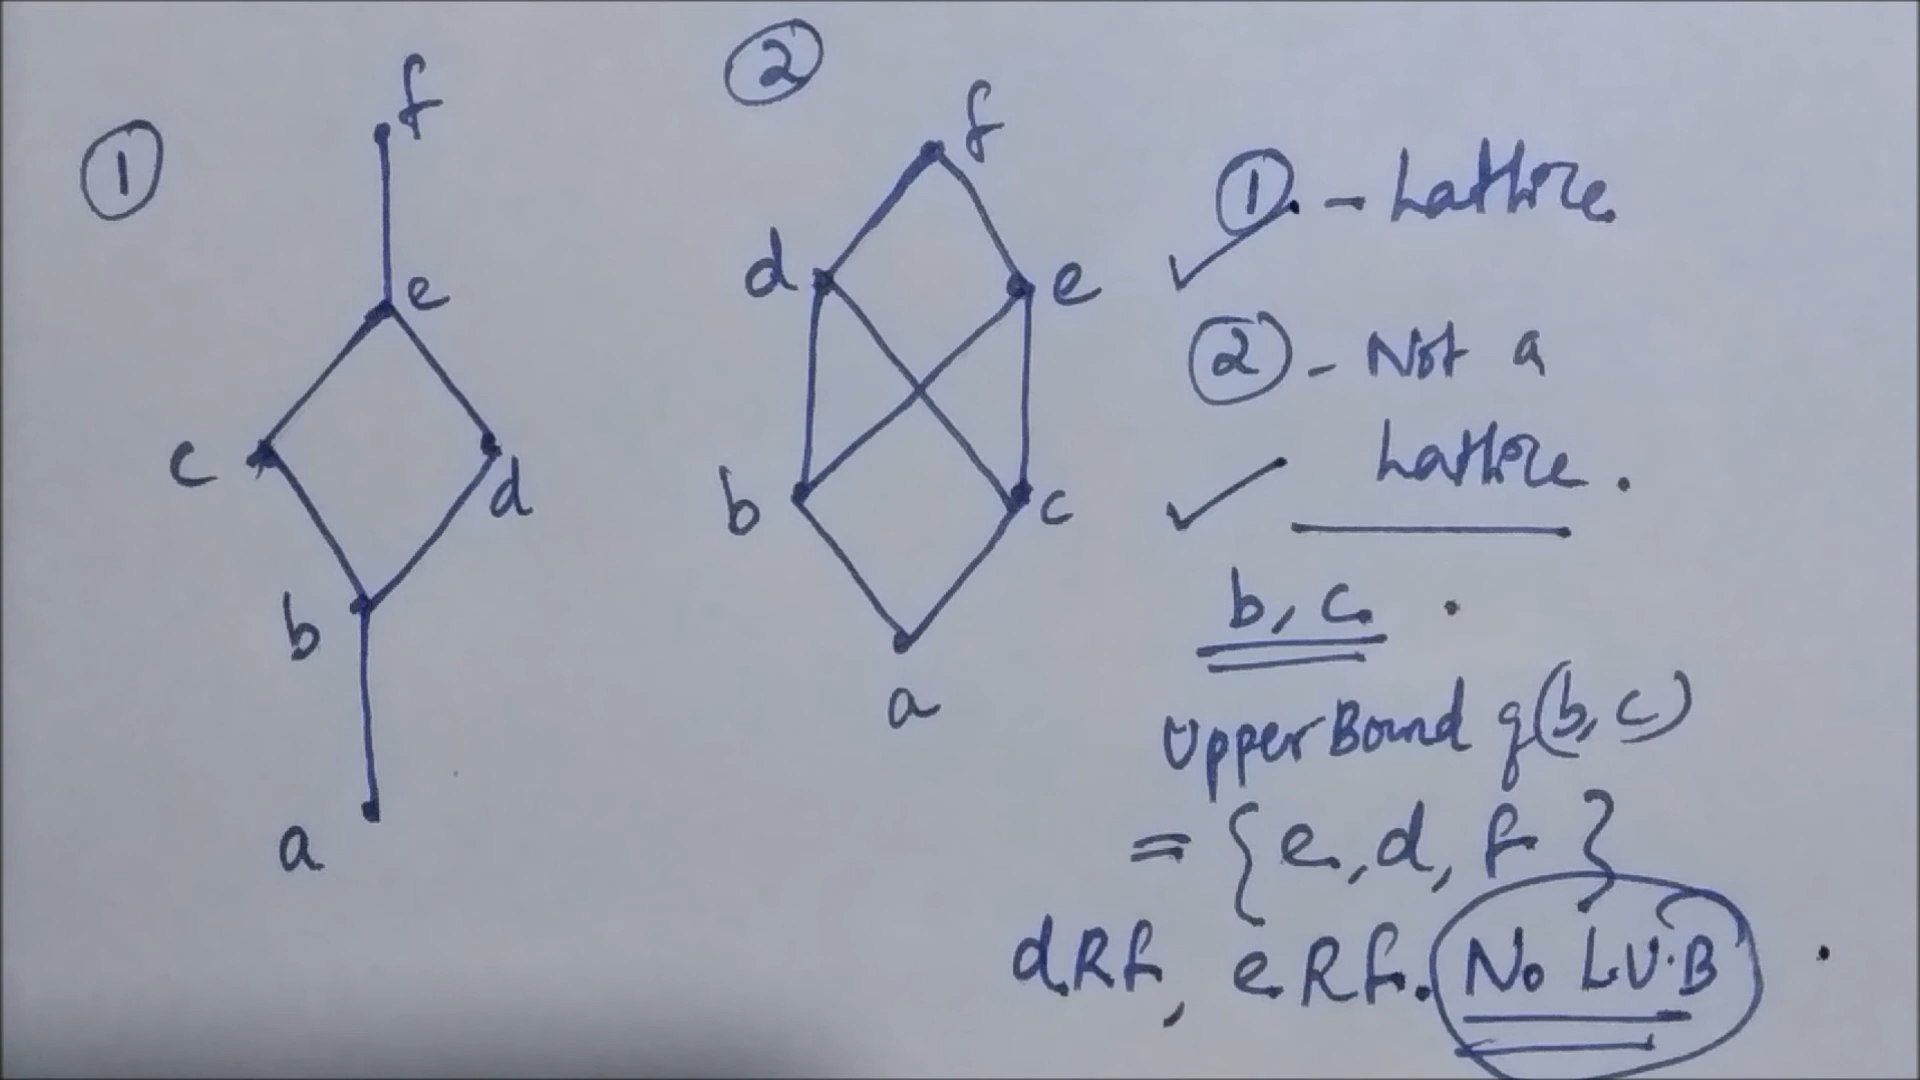 ①
f
e
c
d
b
a
②
f
d
e
b
c
a
① - Lattice
② - Not a
Lattice.
b, c.
Upper Bound of (b, c)
= {e, d, f}
dRf, eRf. No L.U.B